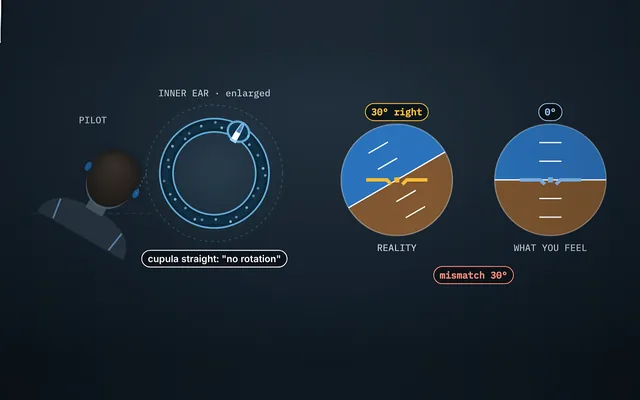 INNER EAR · enlarged
PILOT
cupula straight: "no rotation"
30° right
0°
REALITY
WHAT YOU FEEL
mismatch 30°